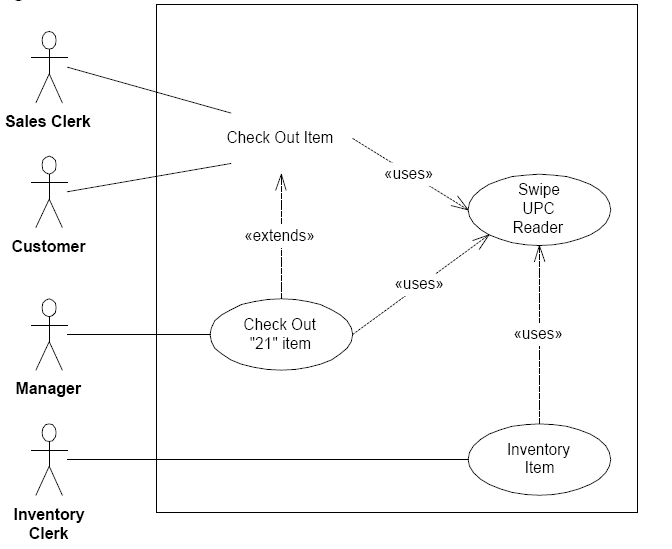 Sales Clerk
Check Out Item
«uses»
Swipe
UPC
Reader
Customer
«extends»
«uses»
Check Out
"21" item
«uses»
Manager
Inventory
Item
Inventory
Clerk